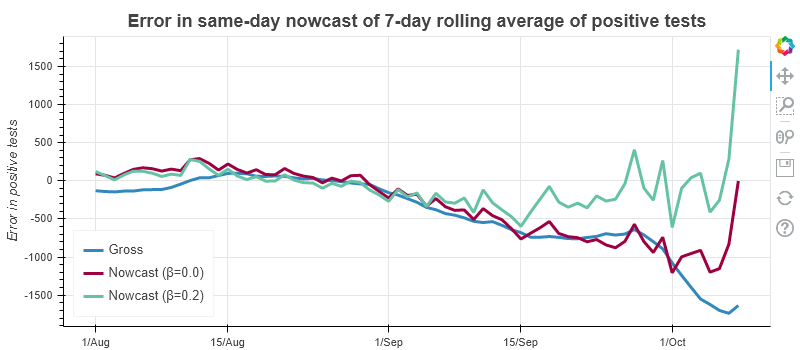 Error in same-day nowcast of 7-day rolling average of positive tests
Error in positive tests
1500
1000
500
0
-500
-1000
-1500
Gross
Nowcast (β=0.0)
Nowcast (β=0.2)
1/Aug
15/Aug
1/Sep
15/Sep
1/Oct